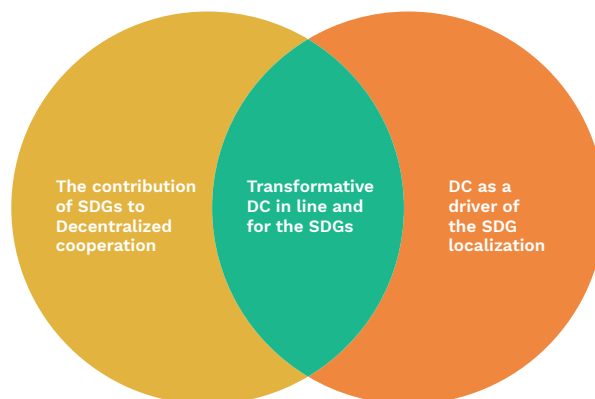 The contribution
of SDGs to
Decentralized
cooperation
Transformative
DC in line and
for the SDGs
DC as a
driver of
the SDG
localization